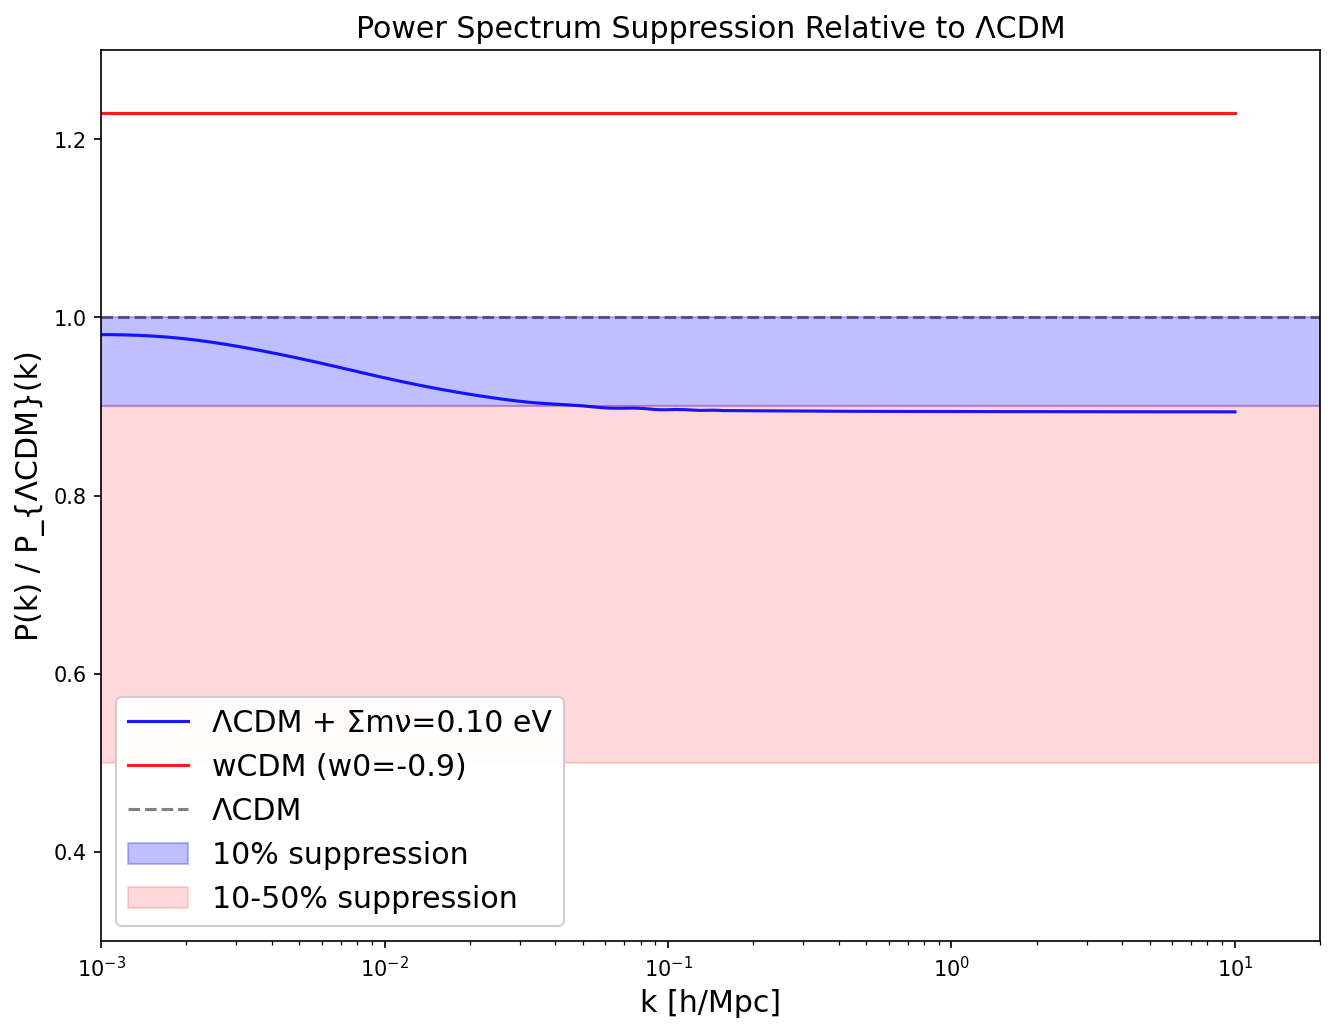 Power Spectrum Suppression Relative to ΛCDM
P(k) / P_{ΛCDM}(k)
1.2
1.0
0.8
0.6
0.4
ΛCDM + Σmν=0.10 eV
wCDM (w0=-0.9)
ΛCDM
10% suppression
10-50% suppression
10⁻³ 10⁻² 10⁻¹ 10⁰ 10¹
k [h/Mpc]